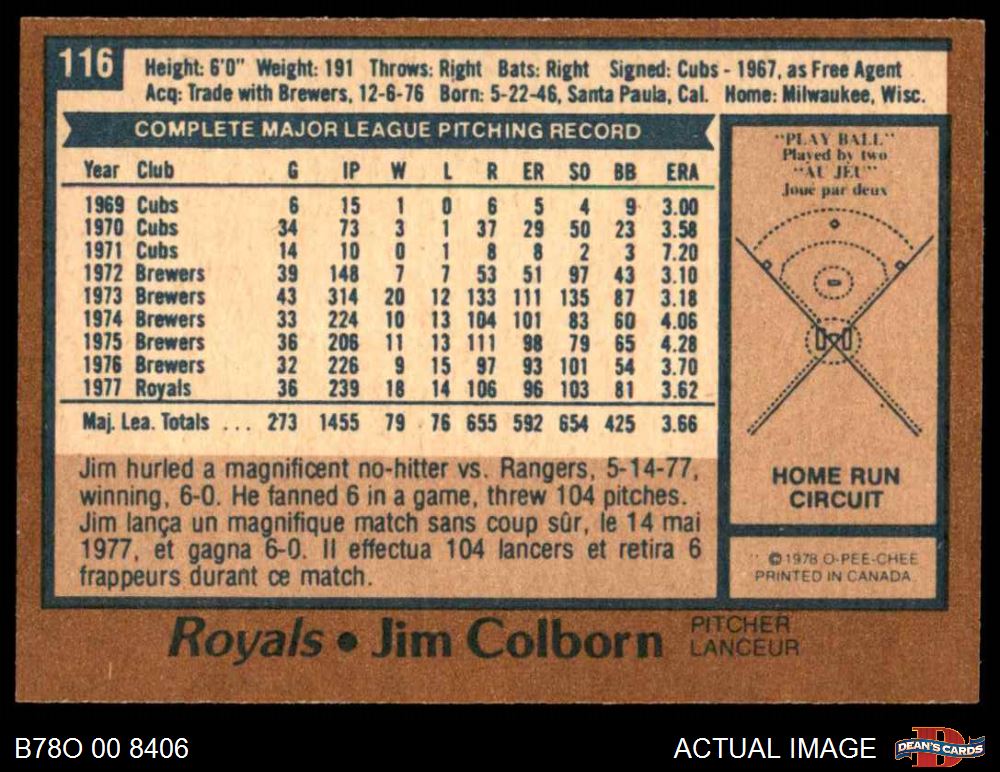 116
Height: 6'0" Weight: 191 Throws: Right Bats: Right Signed: Cubs - 1967, as Free Agent
Acq: Trade with Brewers, 12-6-76 Born: 5-22-46, Santa Paula, Cal. Home: Milwaukee, Wisc.
COMPLETE MAJOR LEAGUE PITCHING RECORD
Year Club G IP W L R ER SO BB ERA
1969 Cubs 6 15 1 0 6 5 4 9 3.00
1970 Cubs 34 73 3 1 37 29 50 23 3.58
1971 Cubs 14 10 0 1 8 8 2 3 7.20
1972 Brewers 39 148 7 7 53 51 97 43 3.10
1973 Brewers 43 314 20 12 133 111 135 87 3.18
1974 Brewers 33 224 10 13 104 101 83 60 4.06
1975 Brewers 36 206 11 13 111 98 79 65 4.28
1976 Brewers 32 226 9 15 97 93 101 54 3.70
1977 Royals 36 239 18 14 106 96 103 81 3.62
Maj. Lea. Totals ... 273 1455 79 76 655 592 654 425 3.66
Jim hurled a magnificent no-hitter vs. Rangers, 5-14-77,
winning, 6-0. He fanned 6 in a game, threw 104 pitches.
Jim lança un magnifique match sans coup sûr, le 14 mai
1977, et gagna 6-0. Il effectua 104 lancers et retira 6
frappeurs durant ce match.
"PLAY BALL"
Played by two
"AU JEU"
Joué par deux
HOME RUN
CIRCUIT
©1978 O-PEE-CHEE
PRINTED IN CANADA
Royals • Jim Colborn
PITCHER
LANCEUR
B78O 00 8406
ACTUAL IMAGE
DEAN'S CARDS